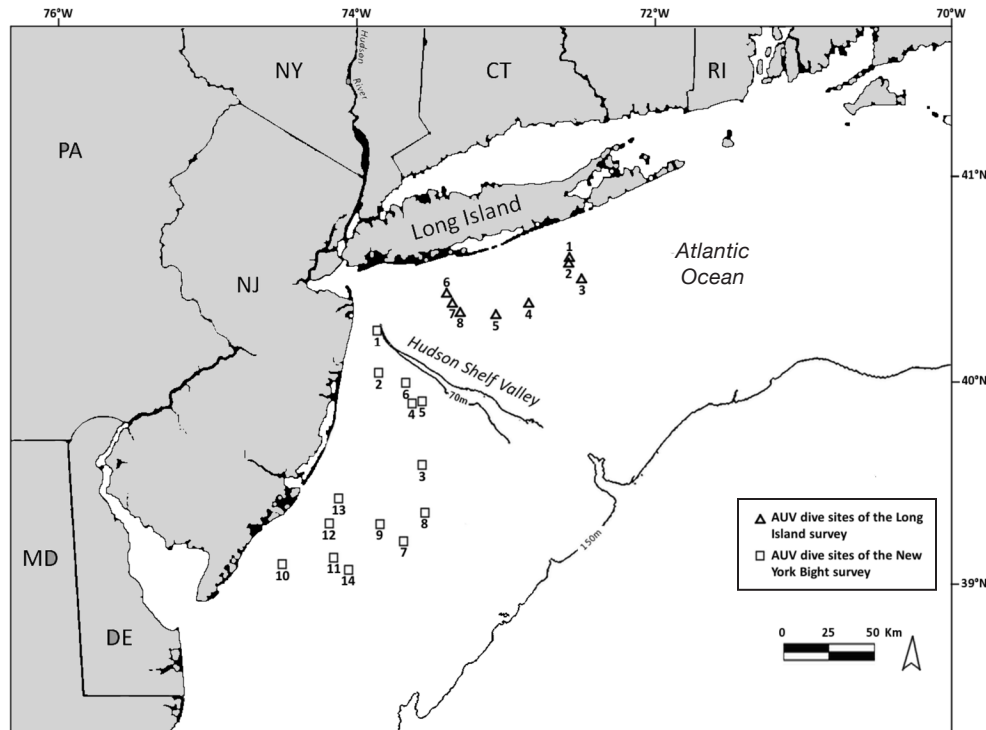 76°W
74°W
72°W
70°W
Hudson
River
NY
CT
RI
PA
41°N
Long Island
Atlantic
Ocean
NJ
1
2
3
6
7
8
5
4
1
Hudson Shelf Valley
2
6
4
5
70m
40°N
3
13
8
12
9
7
10
11
14
150m
AUV dive sites of the Long
Island survey
AUV dive sites of the New
York Bight survey
MD
DE
39°N
0 25 50 Km